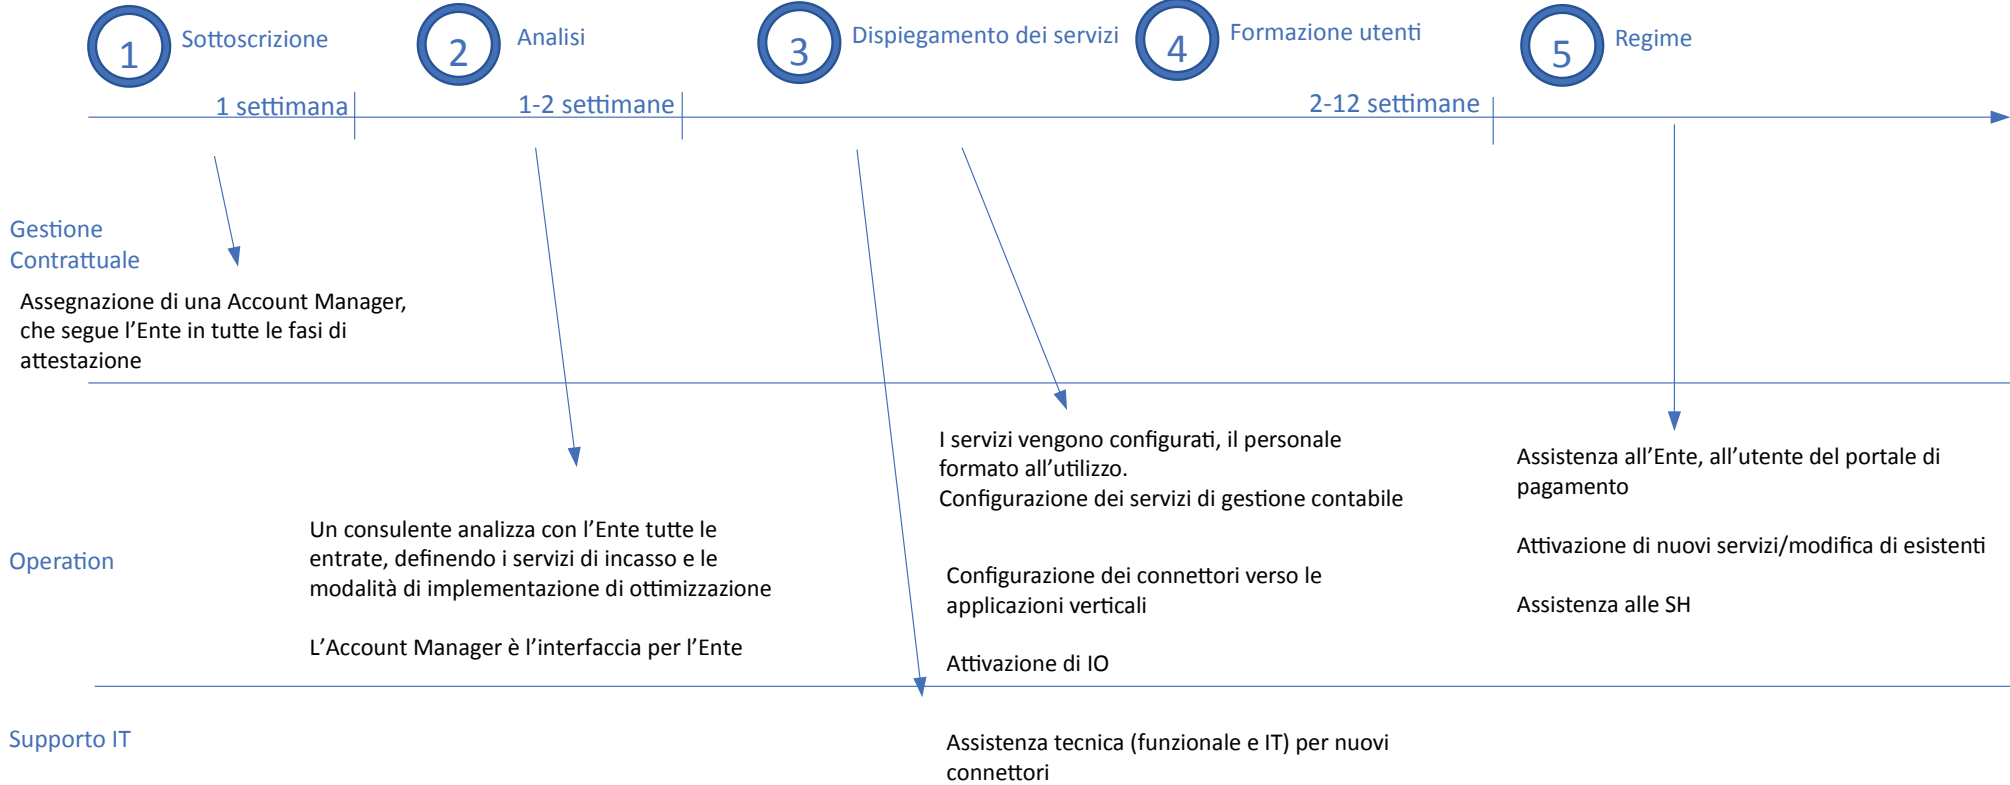 1 Sottoscrizione
2 Analisi
3 Dispiegamento dei servizi
4 Formazione utenti
5 Regime
1 settimana
1-2 settimane
2-12 settimane
Gestione
Contrattuale
Assegnazione di una Account Manager,
che segue l’Ente in tutte le fasi di
attestazione
Operation
Un consulente analizza con l’Ente tutte le
entrate, definendo i servizi di incasso e le
modalità di implementazione di ottimizzazione
L’Account Manager è l’interfaccia per l’Ente
I servizi vengono configurati, il personale
formato all’utilizzo.
Configurazione dei servizi di gestione contabile
Configurazione dei connettori verso le
applicazioni verticali
Attivazione di IO
Assistenza all’Ente, all’utente del portale di
pagamento
Attivazione di nuovi servizi/modifica di esistenti
Assistenza alle SH
Supporto IT
Assistenza tecnica (funzionale e IT) per nuovi
connettori